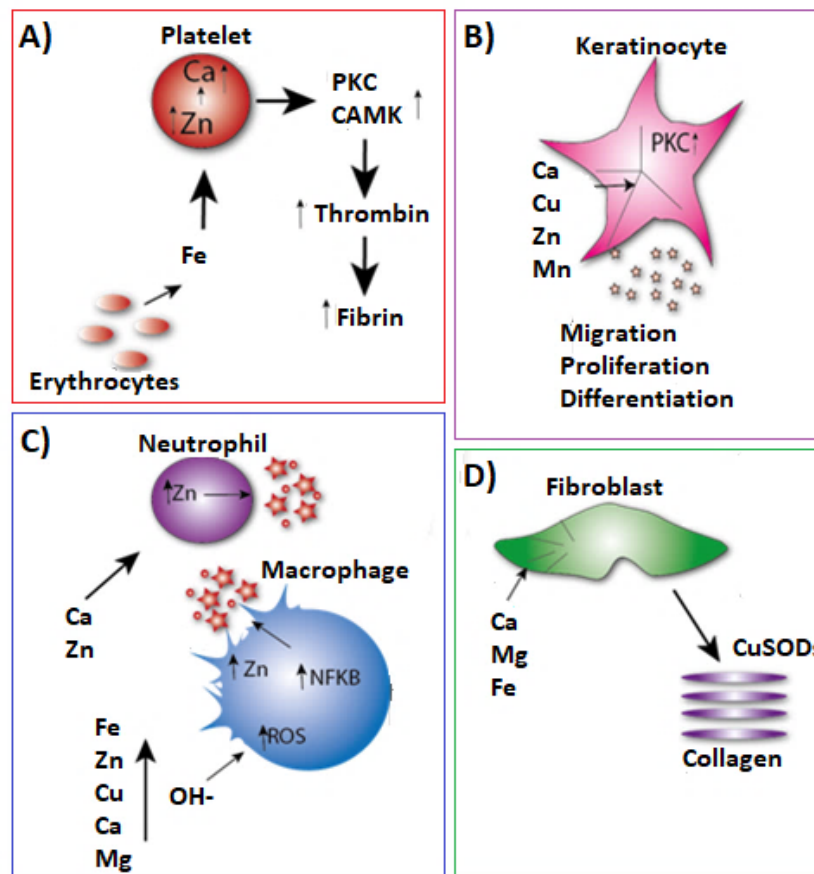 A)
Platelet
Ca
Zn
PKC
CAMK
Thrombin
Fibrin
Fe
Erythrocytes
B)
Keratinocyte
PKC
Ca
Cu
Zn
Mn
Migration
Proliferation
Differentiation
C)
Neutrophil
Zn
Ca
Zn
Macrophage
Zn
NFKB
ROS
Fe
Zn
Cu
Ca
Mg
OH-
D)
Fibroblast
Ca
Mg
Fe
CuSODs
Collagen